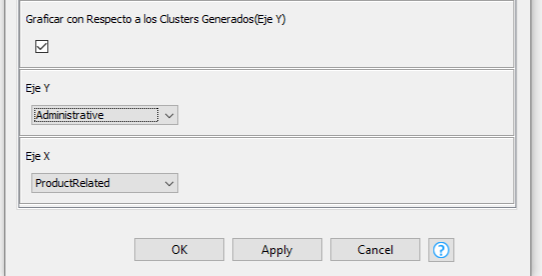 Graficar con Respecto a los Clusters Generados(Eje Y)
Eje Y
Administrative
Eje X
ProductRelated
OK Apply Cancel ?